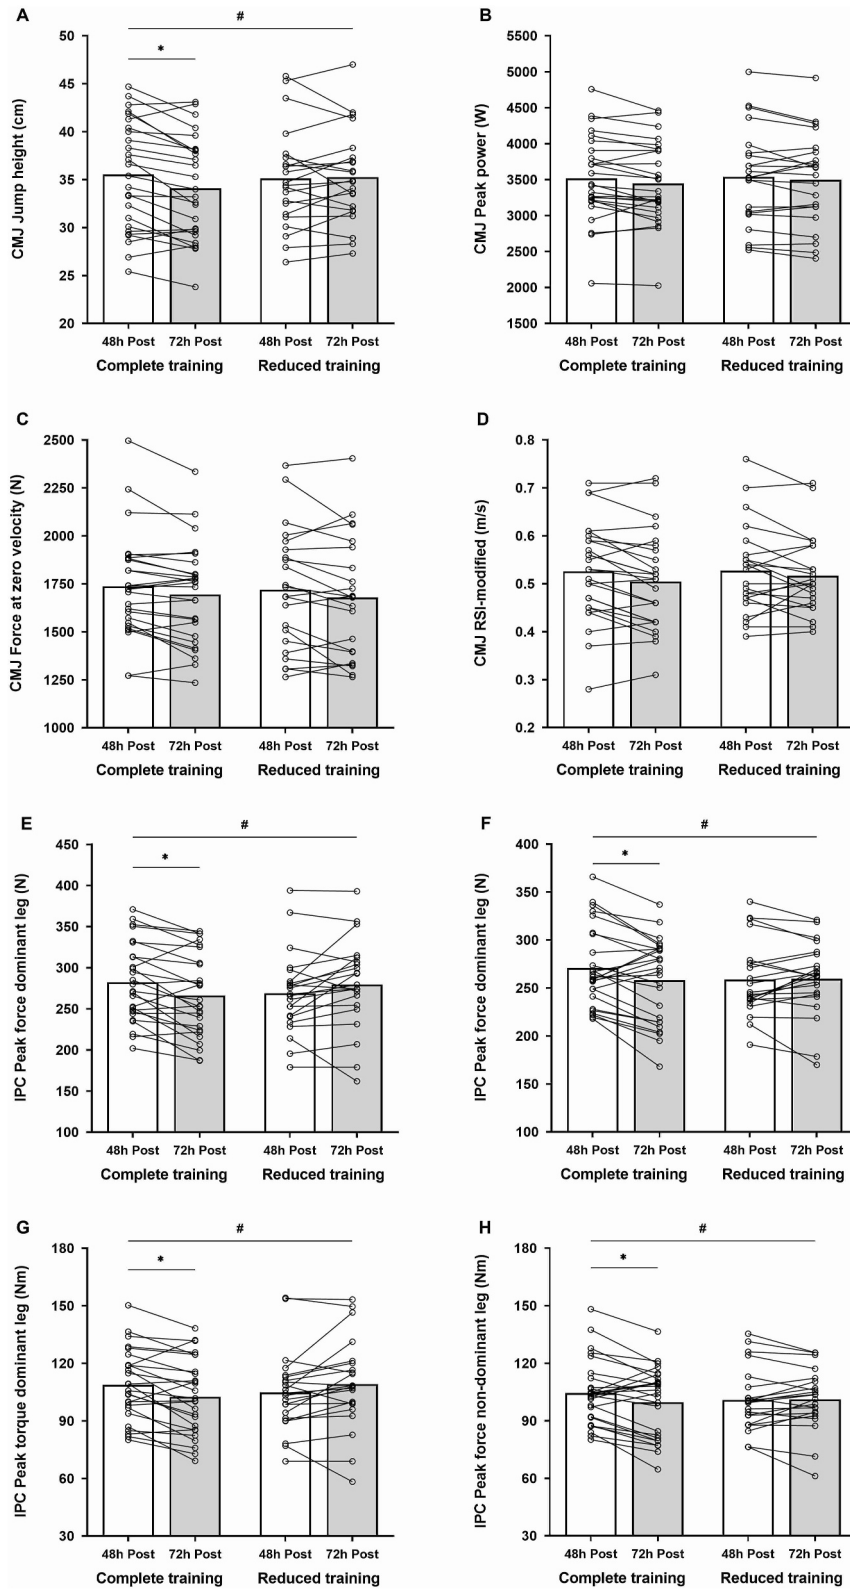 A
#
*
CMJ Jump height (cm)
50
45
40
35
30
25
20
48h Post 72h Post 48h Post 72h Post
Complete training Reduced training
B
CMJ Peak power (W)
5500
5000
4500
4000
3500
3000
2500
2000
1500
48h Post 72h Post 48h Post 72h Post
Complete training Reduced training
C
CMJ Force at zero velocity (N)
2500
2250
2000
1750
1500
1250
1000
48h Post 72h Post 48h Post 72h Post
Complete training Reduced training
D
CMJ RSI-modified (m/s)
0.8
0.7
0.6
0.5
0.4
0.3
0.2
48h Post 72h Post 48h Post 72h Post
Complete training Reduced training
E
#
*
IPC Peak force dominant leg (N)
450
400
350
300
250
200
150
100
48h Post 72h Post 48h Post 72h Post
Complete training Reduced training
F
#
*
IPC Peak force dominant leg (N)
400
350
300
250
200
150
100
48h Post 72h Post 48h Post 72h Post
Complete training Reduced training
G
#
*
IPC Peak torque dominant leg (Nm)
180
150
120
90
60
30
48h Post 72h Post 48h Post 72h Post
Complete training Reduced training
H
#
*
IPC Peak force non-dominant leg (Nm)
180
150
120
90
60
30
48h Post 72h Post 48h Post 72h Post
Complete training Reduced training